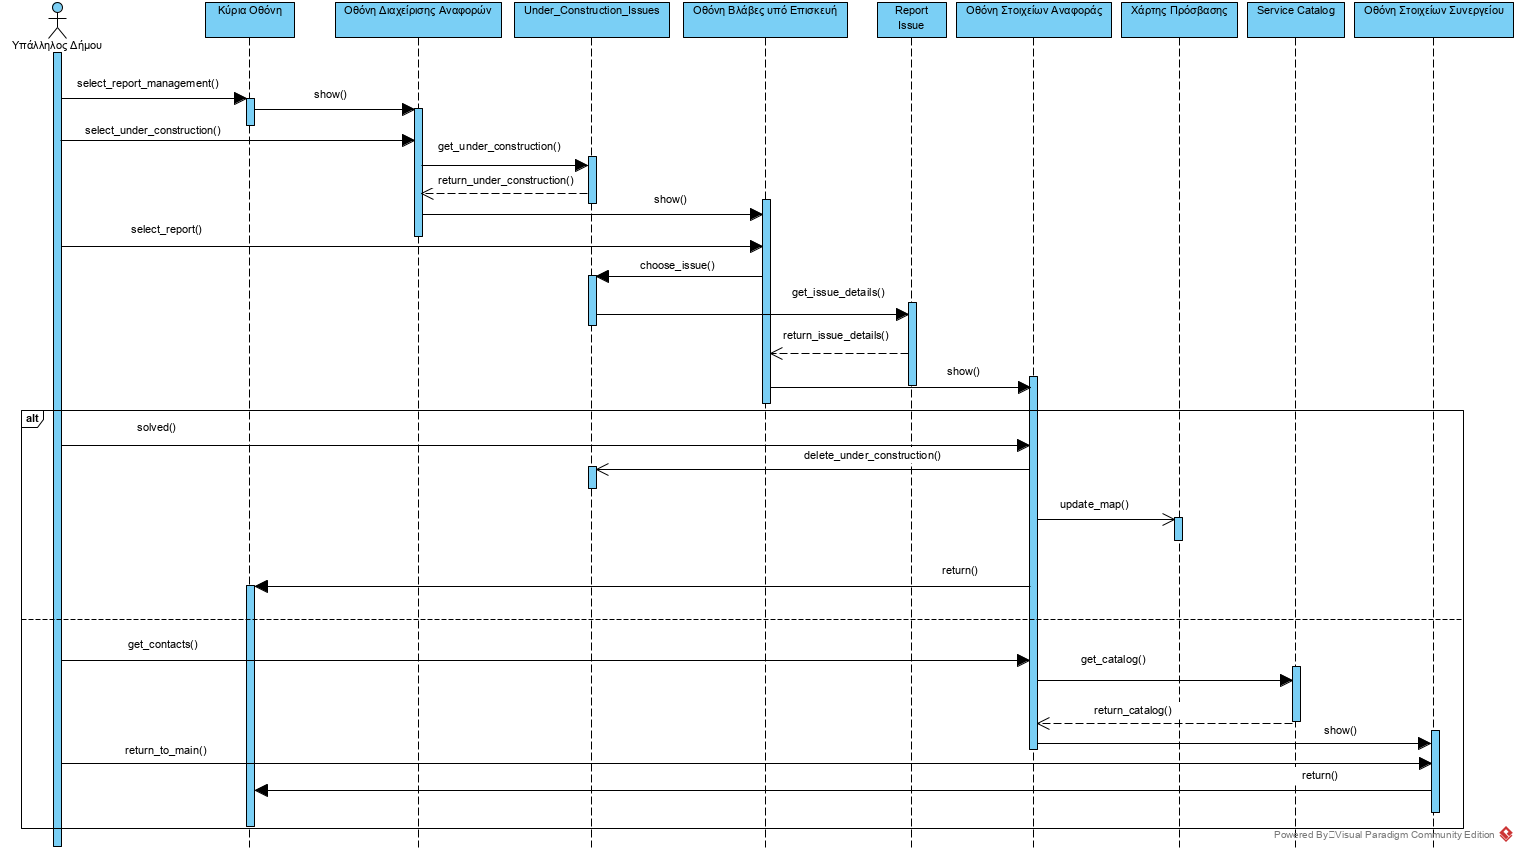 Υπάλληλος Δήμου
Κύρια Οθόνη
Οθόνη Διαχείρισης Αναφορών
Under_Construction_Issues
Οθόνη Βλάβες υπό Επισκευή
Report
Issue
Οθόνη Στοιχείων Αναφοράς
Χάρτης Πρόσβασης
Service Catalog
Οθόνη Στοιχείων Συνεργείου
select_report_management()
show()
select_under_construction()
get_under_construction()
return_under_construction()
show()
select_report()
choose_issue()
get_issue_details()
return_issue_details()
show()
alt
solved()
delete_under_construction()
update_map()
return()
get_contacts()
get_catalog()
return_catalog()
show()
return_to_main()
return()
Powered By Visual Paradigm Community Edition